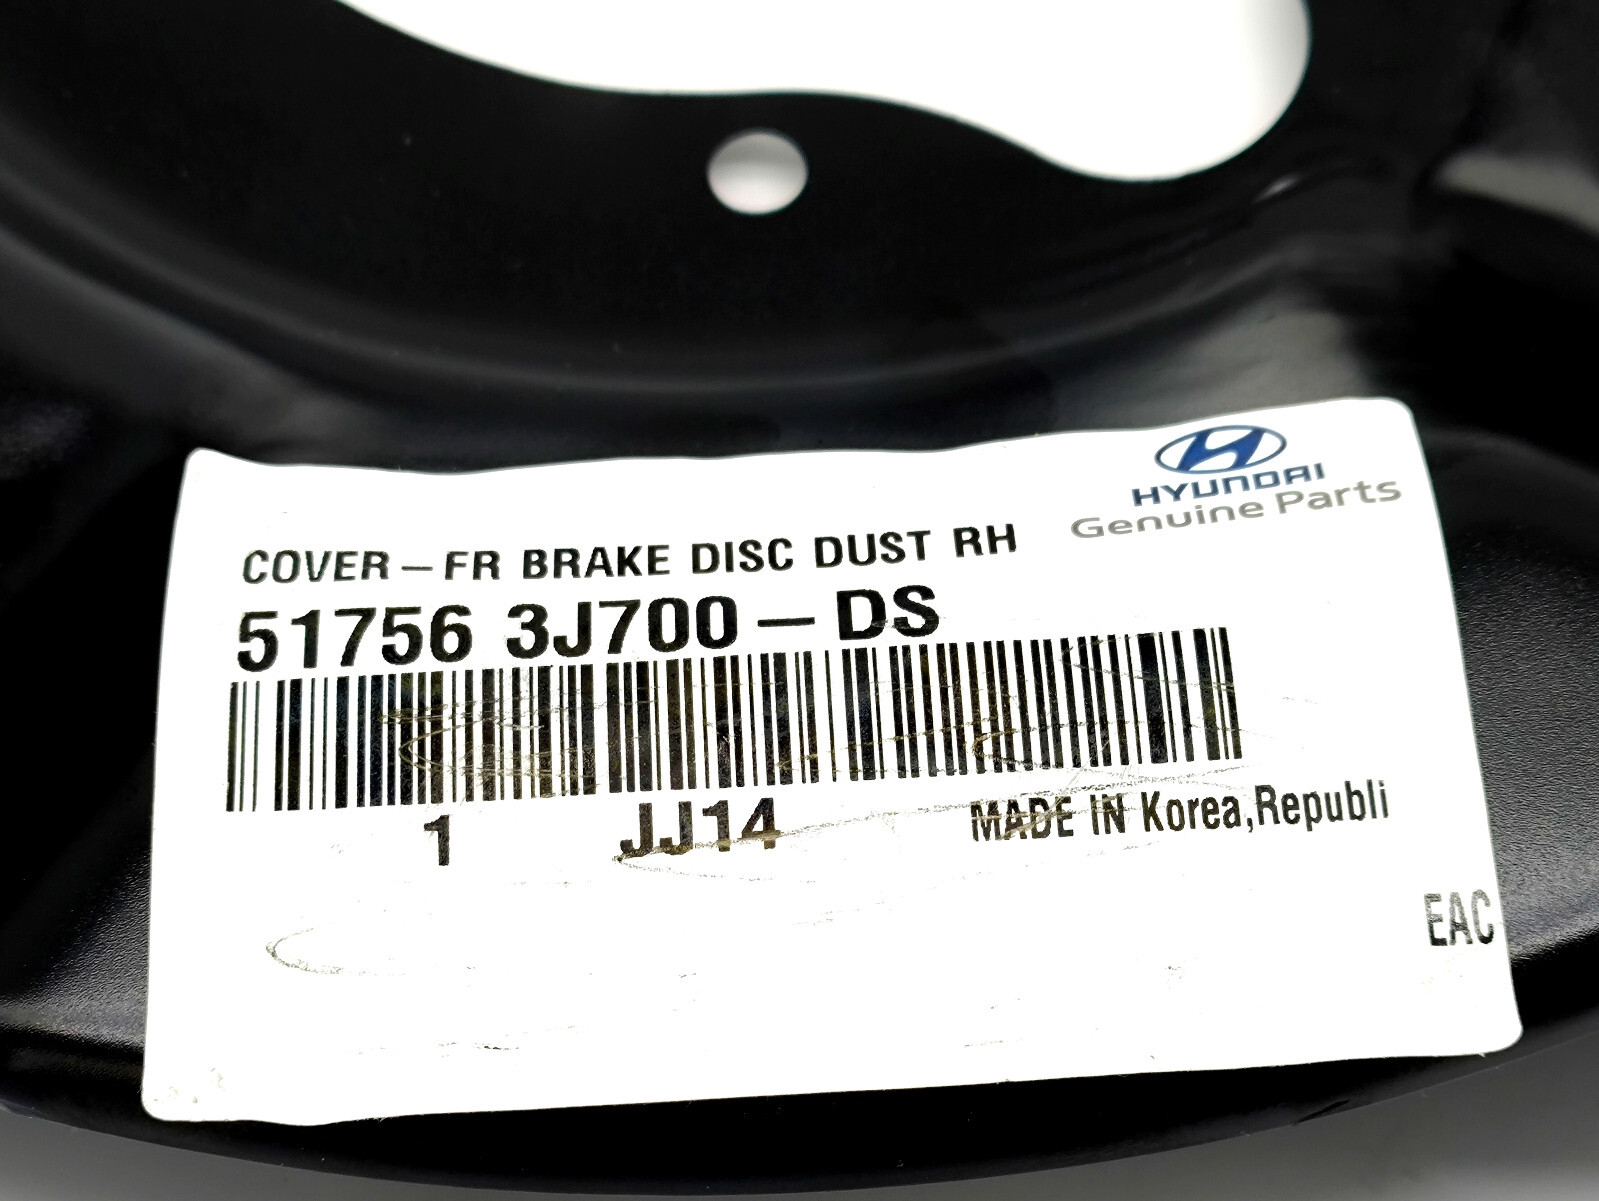 HYUNDAI
Genuine Parts
COVER-FR BRAKE DISC DUST RH
51756 3J700-DS
1 JJ14 MADE IN Korea,Republi
EAC